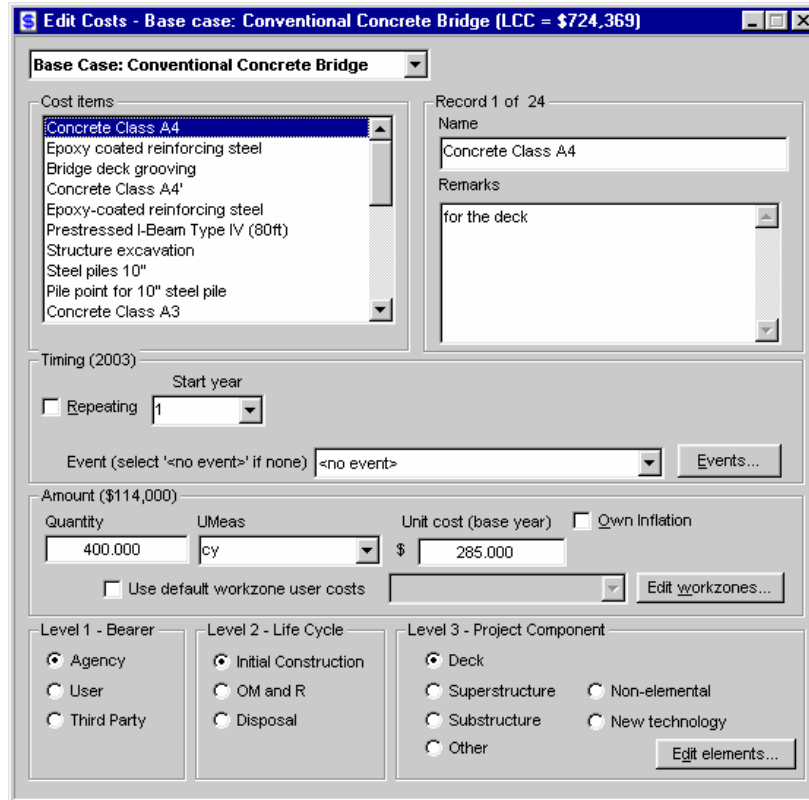 S Edit Costs - Base case: Conventional Concrete Bridge (LCC = $724,369)
Base Case: Conventional Concrete Bridge
Cost items
Concrete Class A4
Epoxy coated reinforcing steel
Bridge deck grooving
Concrete Class A4'
Epoxy-coated reinforcing steel
Prestressed I-Beam Type IV (80ft)
Structure excavation
Steel piles 10"
Pile point for 10" steel pile
Concrete Class A3
Record 1 of 24
Name
Concrete Class A4
Remarks
for the deck
Timing (2003)
Start year
Repeating 1
Event (select '<no event>' if none) <no event> Events...
Amount ($114,000)
Quantity UMeas Unit cost (base year) Own Inflation
400.000 cy $ 285.000
Use default workzone user costs Edit workzones...
Level 1 - Bearer
Agency
User
Third Party
Level 2 - Life Cycle
Initial Construction
OM and R
Disposal
Level 3 - Project Component
Deck
Superstructure Non-elemental
Substructure New technology
Other Edit elements...